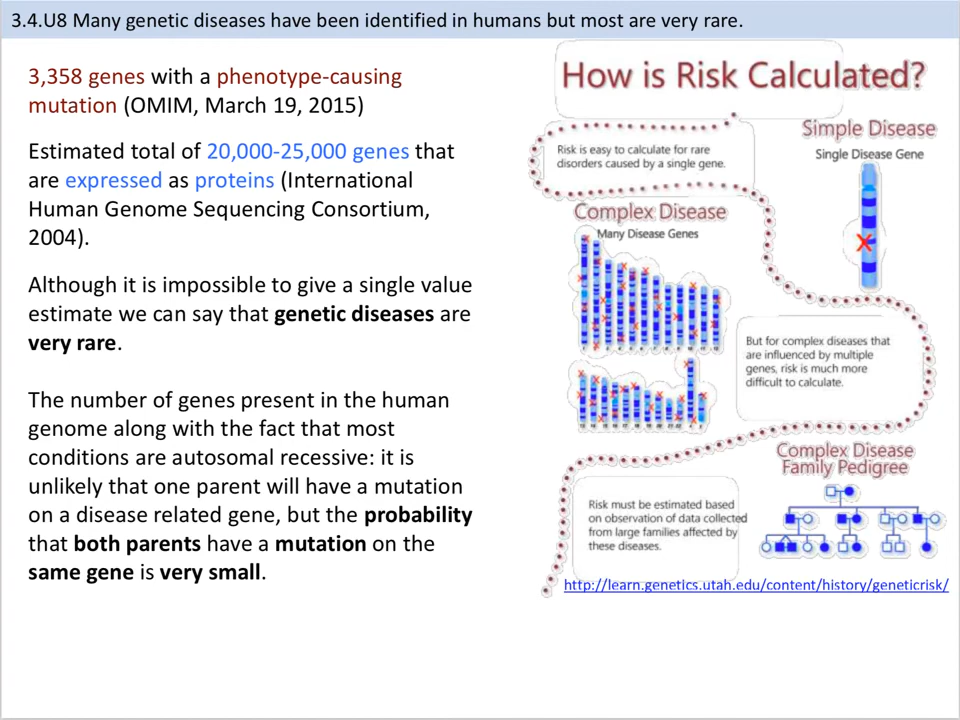 3.4.U8 Many genetic diseases have been identified in humans but most are very rare.
3,358 genes with a phenotype-causing
mutation (OMIM, March 19, 2015)
Estimated total of 20,000-25,000 genes that
are expressed as proteins (International
Human Genome Sequencing Consortium,
2004).
Although it is impossible to give a single value
estimate we can say that genetic diseases are
very rare.
The number of genes present in the human
genome along with the fact that most
conditions are autosomal recessive: it is
unlikely that one parent will have a mutation
on a disease related gene, but the probability
that both parents have a mutation on the
same gene is very small.
How is Risk Calculated?
Simple Disease
Single Disease Gene
Risk is easy to calculate for rare
disorders caused by a single gene.
Complex Disease
Many Disease Genes
But for complex diseases that
are influenced by multiple
genes, risk is much more
difficult to calculate.
Complex Disease
Family Pedigree
Risk must be estimated based
on observation of data collected
from large families affected by
these diseases.
http://learn.genetics.utah.edu/content/history/geneticrisk/